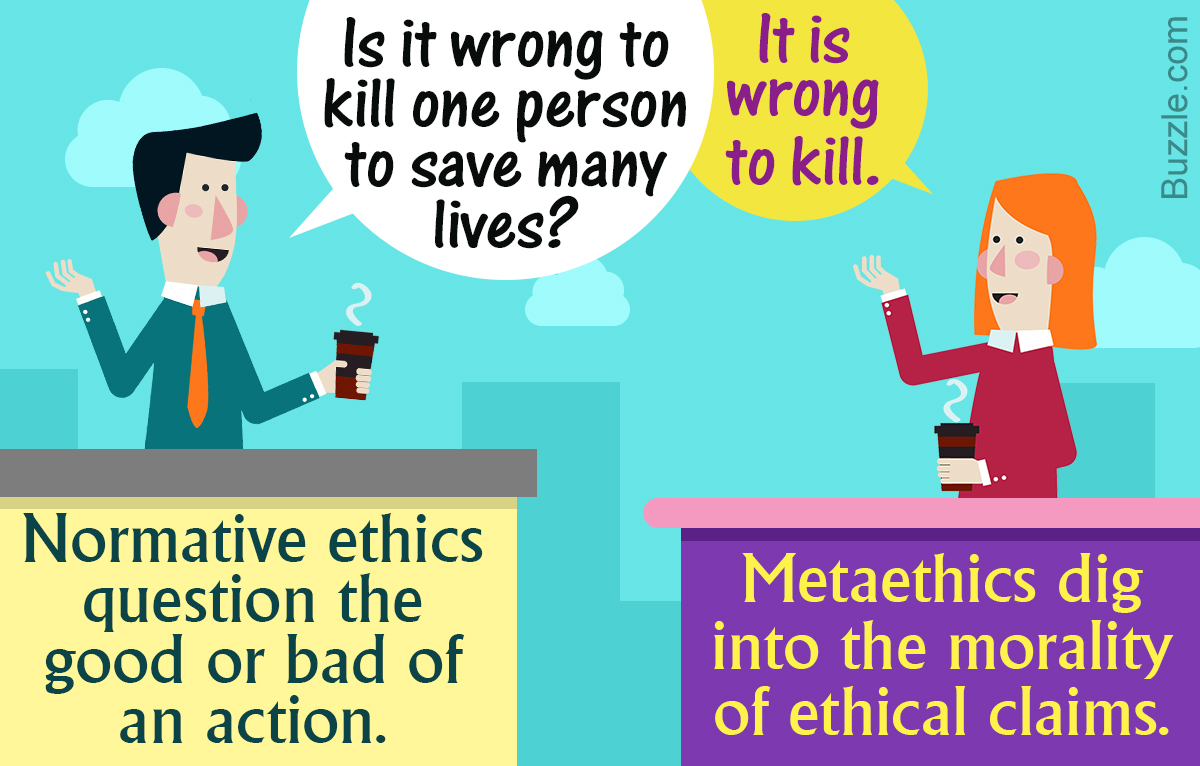 Is it wrong to
kill one person
to save many
lives?
It is
wrong
to kill.
Buzzle.com
Normative ethics
question the
good or bad of
an action.
Metaethics dig
into the morality
of ethical claims.